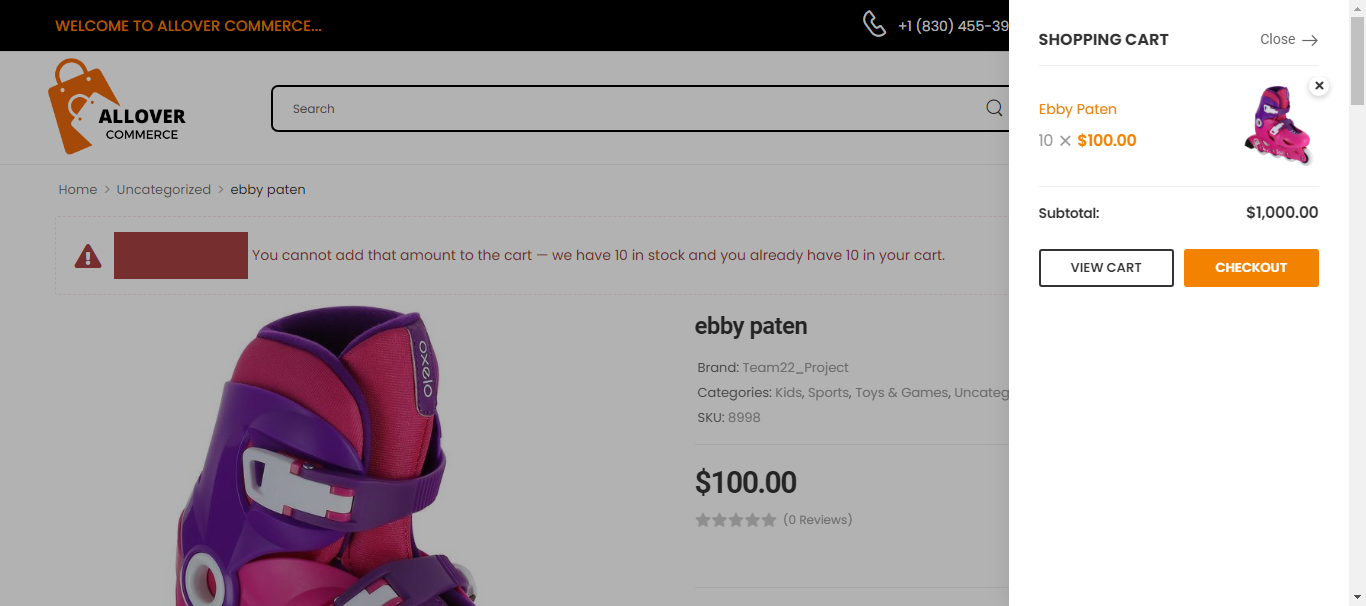 WELCOME TO ALLOVER COMMERCE...
+1 (830) 455-39
ALLOVER
COMMERCE
Search
Home > Uncategorized > ebby paten
You cannot add that amount to the cart — we have 10 in stock and you already have 10 in your cart.
oxelo
ebby paten
Brand: Team22_Project
Categories: Kids, Sports, Toys & Games, Uncateg
SKU: 8998
$100.00
(0 Reviews)
SHOPPING CART
Close →
Ebby Paten
10 × $100.00
Subtotal: $1,000.00
VIEW CART
CHECKOUT